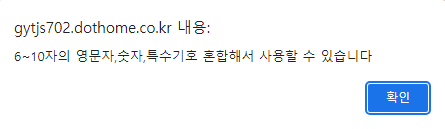 gytjs702.dothome.co.kr 내용:
6~10자의 영문자,숫자,특수기호 혼합해서 사용할 수 있습니다
확인